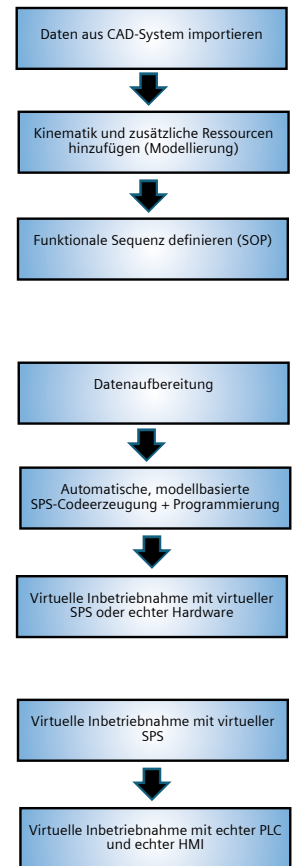 Daten aus CAD-System importieren
Kinematik und zusätzliche Ressourcen
hinzufügen (Modellierung)
Funktionale Sequenz definieren (SOP)
Datenaufbereitung
Automatische, modellbasierte
SPS-Codeerzeugung + Programmierung
Virtuelle Inbetriebnahme mit virtueller
SPS oder echter Hardware
Virtuelle Inbetriebnahme mit virtueller
SPS
Virtuelle Inbetriebnahme mit echter PLC
und echter HMI